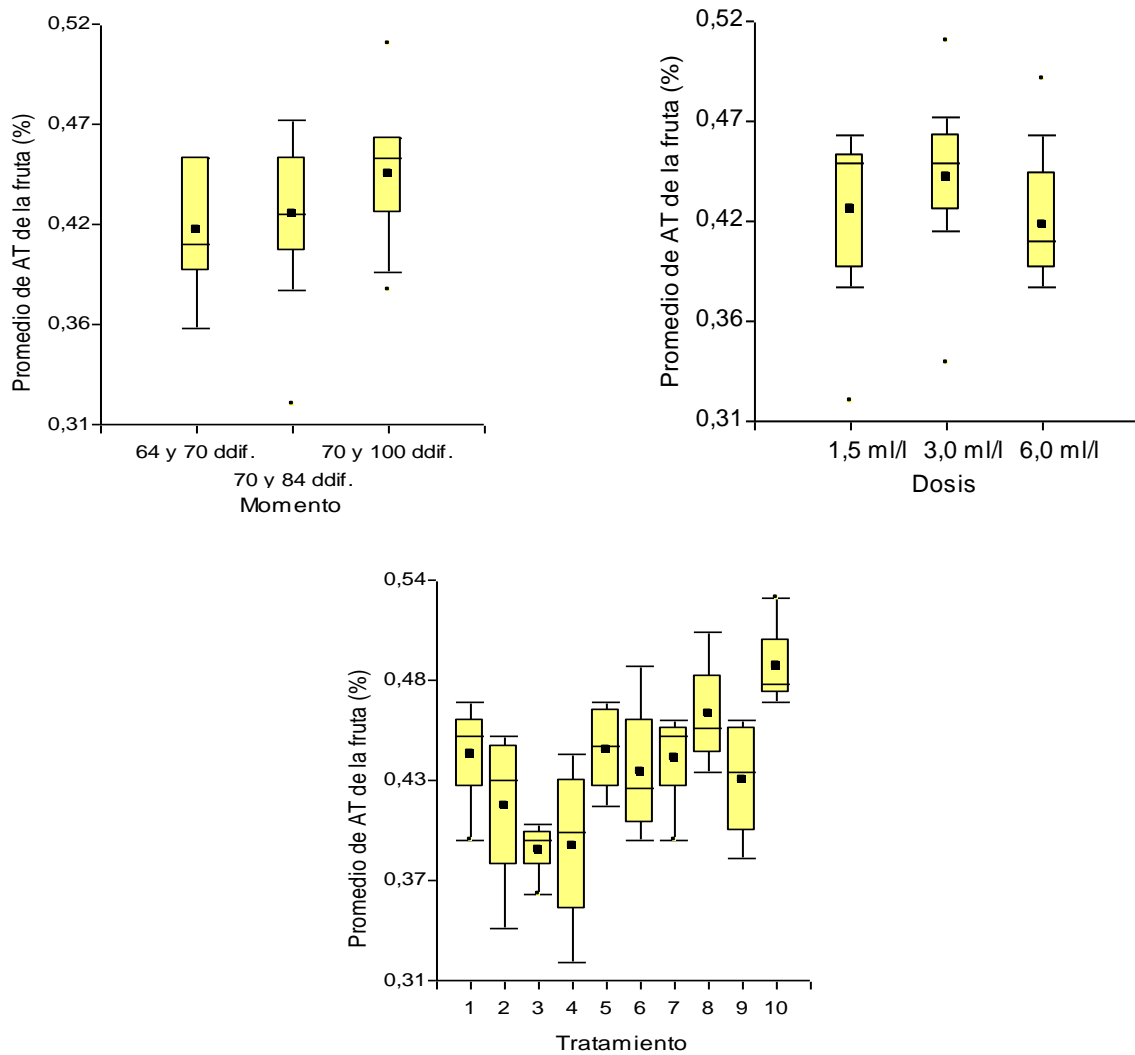 0,52
0,47
0,42
0,36
0,31
Promedio de AT de la fruta (%)
64 y 70 ddif.
70 y 100 ddif.
70 y 84 ddif.
Momento
0,52
0,47
0,42
0,36
0,31
Promedio de AT de la fruta (%)
1,5 ml/l 3,0 ml/l 6,0 ml/l
Dosis
0,54
0,48
0,43
0,37
0,31
Promedio de AT de la fruta (%)
1 2 3 4 5 6 7 8 9 10
Tratamiento